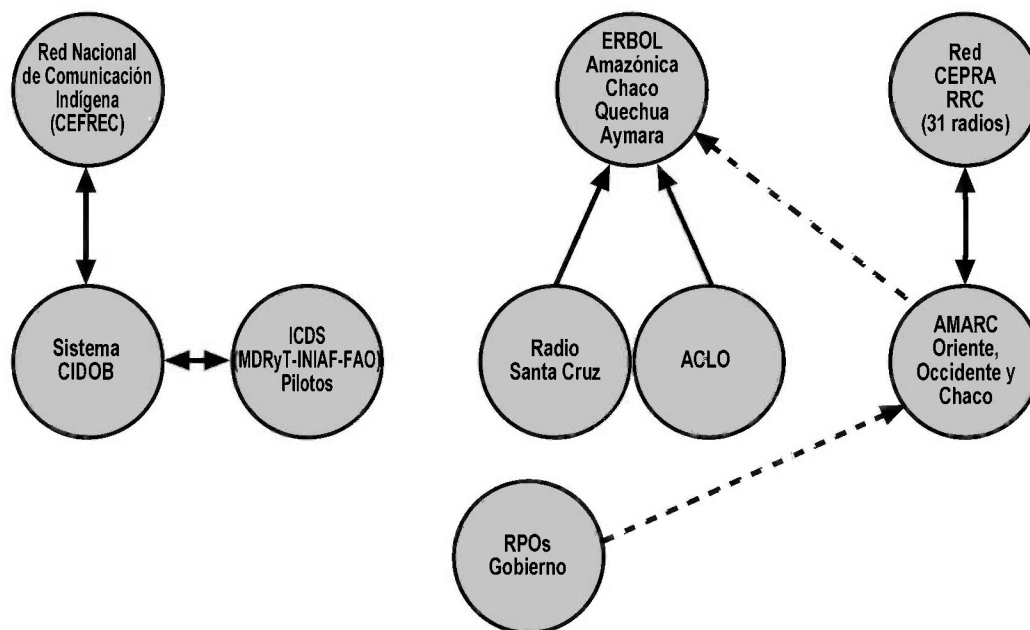 Red Nacional
de Comunicación
Indígena
(CEFREC)
ERBOL
Amazónica
Chaco
Quechua
Aymara
Red
CEPRA
RRC
(31 radios)
Sistema
CIDOB
ICDS
(MDRyT-INIAF-FAO)
Pilotos
Radio
Santa Cruz
ACLO
AMARC
Oriente,
Occidente y
Chaco
RPOs
Gobierno